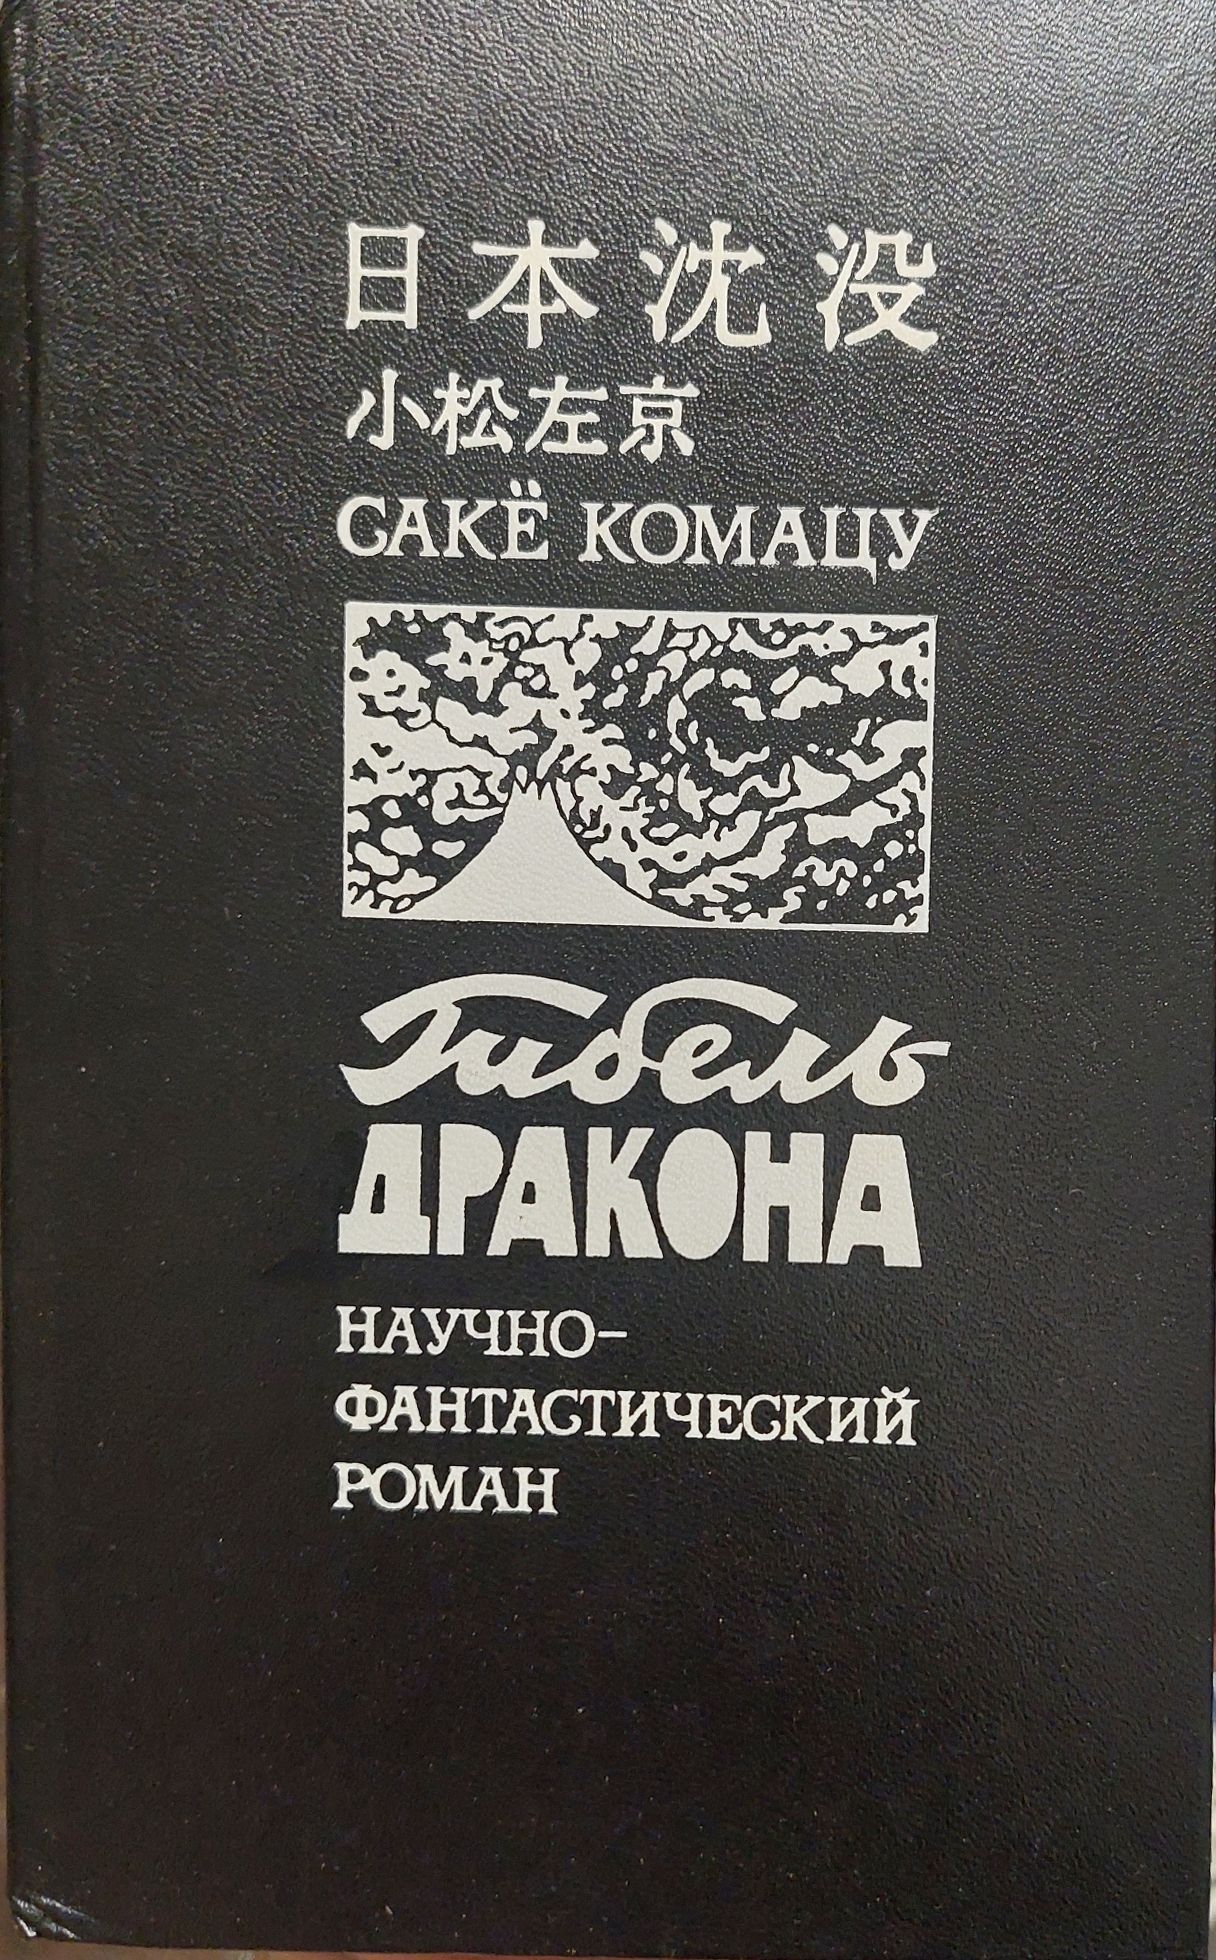 日本沈没
小松左京
САКЁ КОМАЦУ
Гибель
ДРАКОНА
НАУЧНО-
ФАНТАСТИЧЕСКИЙ
РОМАН